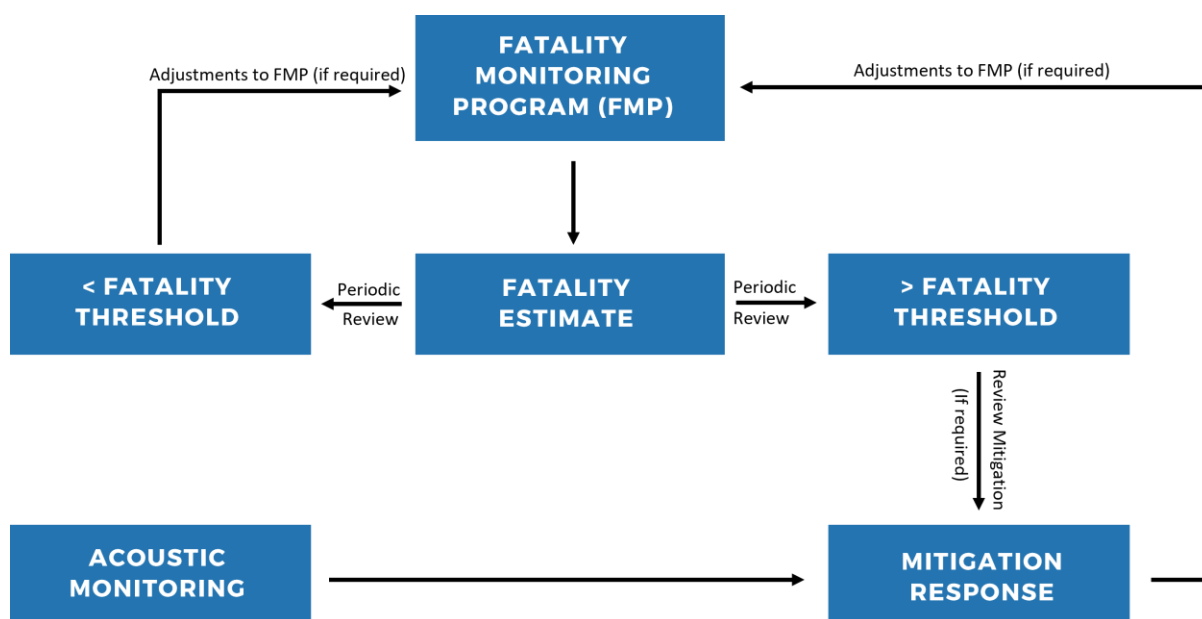 FATALITY
MONITORING
PROGRAM (FMP)
Adjustments to FMP (if required)
Adjustments to FMP (if required)
< FATALITY
THRESHOLD
Periodic
Review
FATALITY
ESTIMATE
Periodic
Review
> FATALITY
THRESHOLD
Review Mitigation
(If required)
ACOUSTIC
MONITORING
MITIGATION
RESPONSE